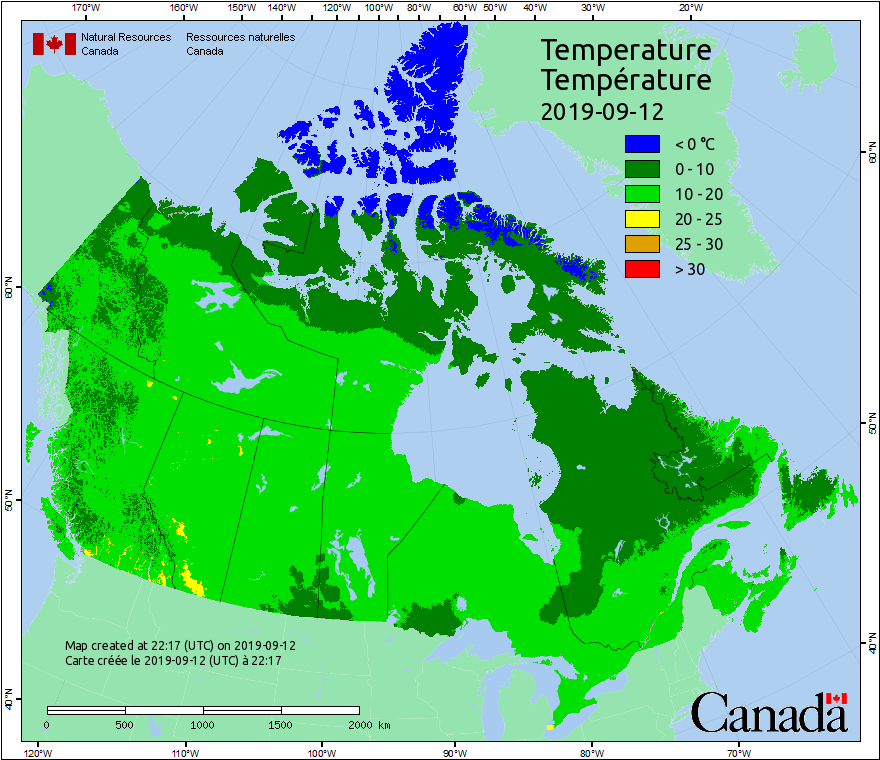 170°W 160°W 150°W 140°W 130°W 120°W 110°W 100°W 90°W 80°W 60°W 50°W 40°W 30°W 20°W
Natural Resources Canada
Ressources naturelles Canada
Temperature
Température
2019-09-12
< 0 °C
0 - 10
10 - 20
20 - 25
25 - 30
> 30
60°N
60°N
50°N
50°N
40°N
40°N
Map created at 22:17 (UTC) on 2019-09-12
Carte créée le 2019-09-12 (UTC) à 22:17
0 500 1000 1500 2000 km
Canada
120°W 110°W 100°W 90°W 80°W 70°W